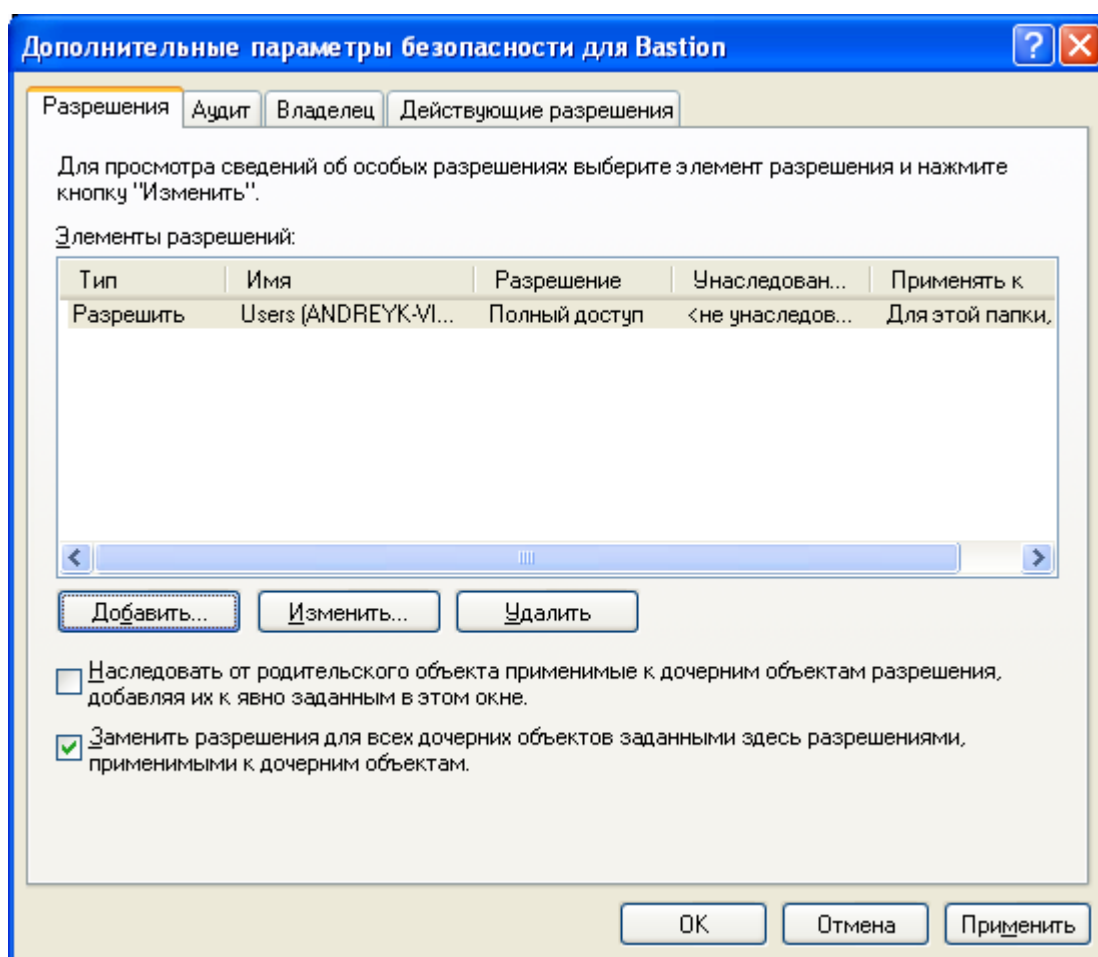 Дополнительные параметры безопасности для Bastion
Разрешения Аудит Владелец Действующие разрешения
Для просмотра сведений об особых разрешениях выберите элемент разрешения и нажмите
кнопку "Изменить".
Элементы разрешений:
Тип Имя Разрешение Унаследован... Применять к
Разрешить Users (ANDREYK-VI... Полный доступ <не унаследов... Для этой папки,
Добавить... Изменить... Удалить
Наследовать от родительского объекта применимые к дочерним объектам разрешения,
добавляя их к явно заданным в этом окне.
Заменить разрешения для всех дочерних объектов заданными здесь разрешениями,
применимыми к дочерним объектам.
OK Отмена Применить